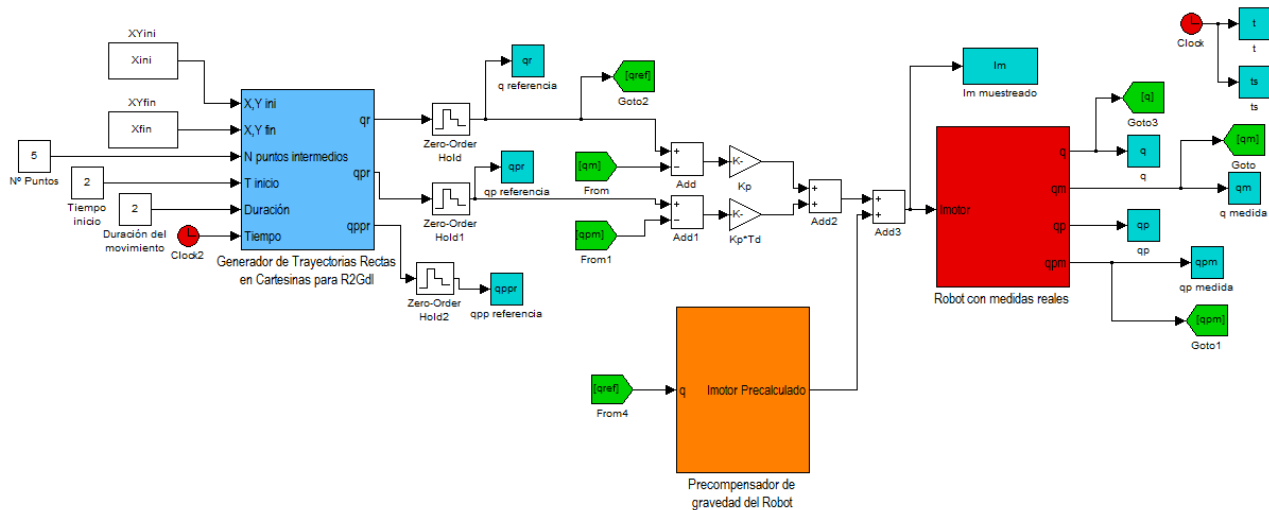 XYini
Xini
XYfin
Xfin
5
Nº Puntos
2
Tiempo
inicio
2
Duración del
movimiento
Clock2
X,Y ini
X,Y fin
N puntos intermedios
T inicio
Duración
Tiempo
qr
qpr
qppr
Generador de Trayectorias Rectas
en Cartesinas para R2Gdl
Zero-Order
Hold
Zero-Order
Hold1
Zero-Order
Hold2
qr
q referencia
[qref]
Goto2
qpr
qp referencia
qppr
qpp referencia
[qm]
From
[qpm]
From1
+
−
Add
+
−
Add1
K-
Kp
K-
Kp*Td
+
+
Add2
+
+
Add3
[qref]
From4
q
Imotor Precalculado
Precompensador de
gravedad del Robot
Im
Im muestreado
Imotor
q
qm
qp
qpm
Robot con medidas reales
[q]
Goto3
q
q
[qm]
Goto
qm
q medida
qp
qp
qpm
qp medida
[qpm]
Goto1
Clock
t
t
ts
ts